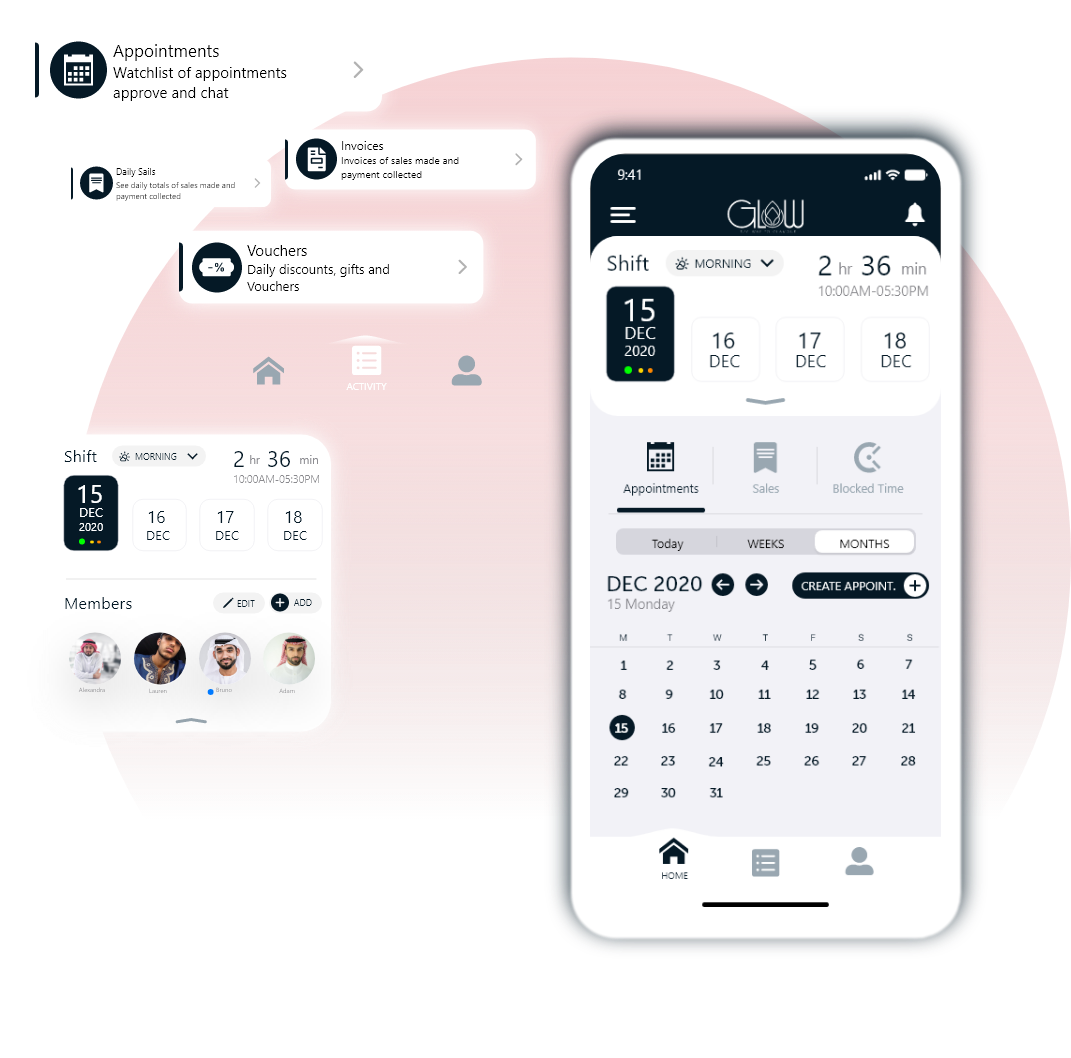 Appointments
Watchlist of appointments
approve and chat
Invoices
Invoices of sales made and
payment collected
Daily Sails
See daily totals of sales made and
payment collected
-%
Vouchers
Daily discounts, gifts and
Vouchers
ACTIVITY
Shift
MORNING
2 hr 36 min
10:00AM-05:30PM
15
DEC
2020
16
DEC
17
DEC
18
DEC
Members
EDIT
ADD
Alexandra
Lauren
Bruno
Adam
9:41
GLOW
Shift
MORNING
2 hr 36 min
10:00AM-05:30PM
15
DEC
2020
16
DEC
17
DEC
18
DEC
Appointments
Sales
Blocked Time
Today
WEEKS
MONTHS
DEC 2020
15 Monday
CREATE APPOINT.
M T W T F S S
1 2 3 4 5 6 7
8 9 10 11 12 13 14
15 16 17 18 19 20 21
22 23 24 25 26 27 28
29 30 31
HOME